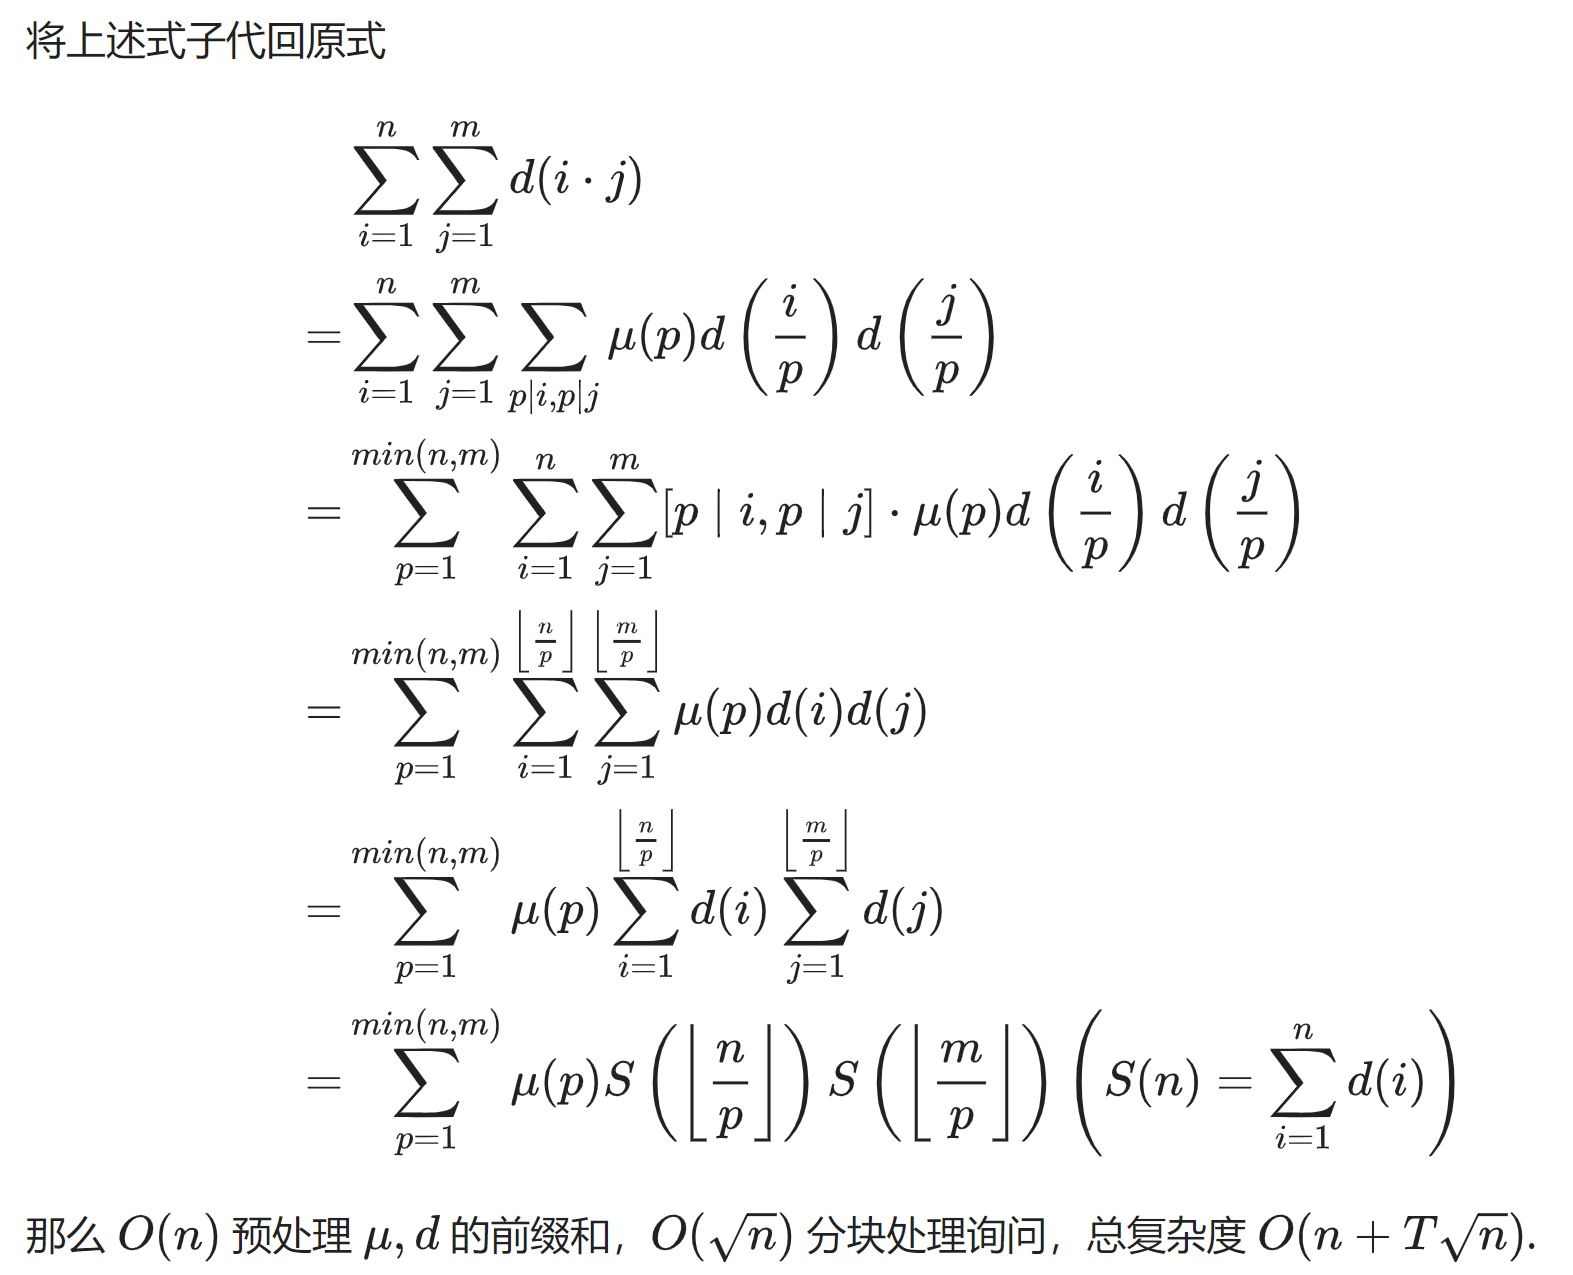 将上述式子代回原式
$\sum_{i=1}^{n}\sum_{j=1}^{m}d(i\cdot j)$
$=\sum_{i=1}^{n}\sum_{j=1}^{m}\sum_{p|i,p|j}\mu(p)d\left(\frac{i}{p}\right)d\left(\frac{j}{p}\right)$
$=\sum_{p=1}^{min(n,m)}\sum_{i=1}^{n}\sum_{j=1}^{m}[p\mid i,p\mid j]\cdot\mu(p)d\left(\frac{i}{p}\right)d\left(\frac{j}{p}\right)$
$=\sum_{p=1}^{min(n,m)}\sum_{i=1}^{\left\lfloor\frac{n}{p}\right\rfloor}\sum_{j=1}^{\left\lfloor\frac{m}{p}\right\rfloor}\mu(p)d(i)d(j)$
$=\sum_{p=1}^{min(n,m)}\mu(p)\sum_{i=1}^{\left\lfloor\frac{n}{p}\right\rfloor}d(i)\sum_{j=1}^{\left\lfloor\frac{m}{p}\right\rfloor}d(j)$
$=\sum_{p=1}^{min(n,m)}\mu(p)S\left(\left\lfloor\frac{n}{p}\right\rfloor\right)S\left(\left\lfloor\frac{m}{p}\right\rfloor\right)\left(S(n)=\sum_{i=1}^{n}d(i)\right)$
那么 $O(n)$ 预处理 $\mu,d$ 的前缀和，$O(\sqrt{n})$ 分块处理询问，总复杂度 $O(n+T\sqrt{n})$.